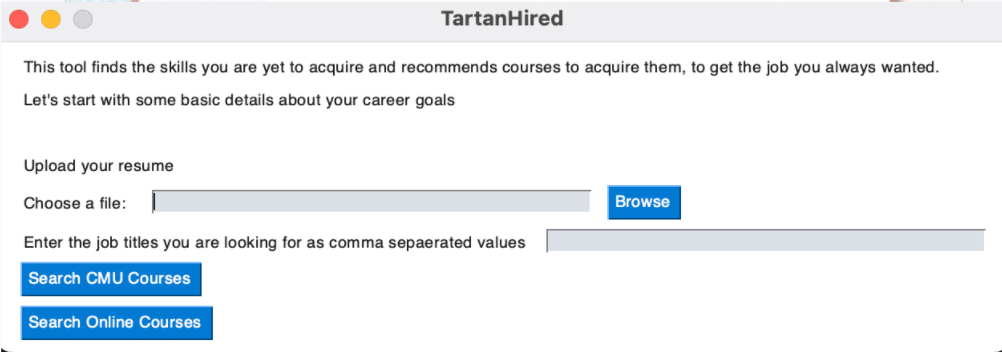 TartanHired
This tool finds the skills you are yet to acquire and recommends courses to acquire them, to get the job you always wanted.
Let's start with some basic details about your career goals
Upload your resume
Choose a file: Browse
Enter the job titles you are looking for as comma sepaerated values
Search CMU Courses
Search Online Courses